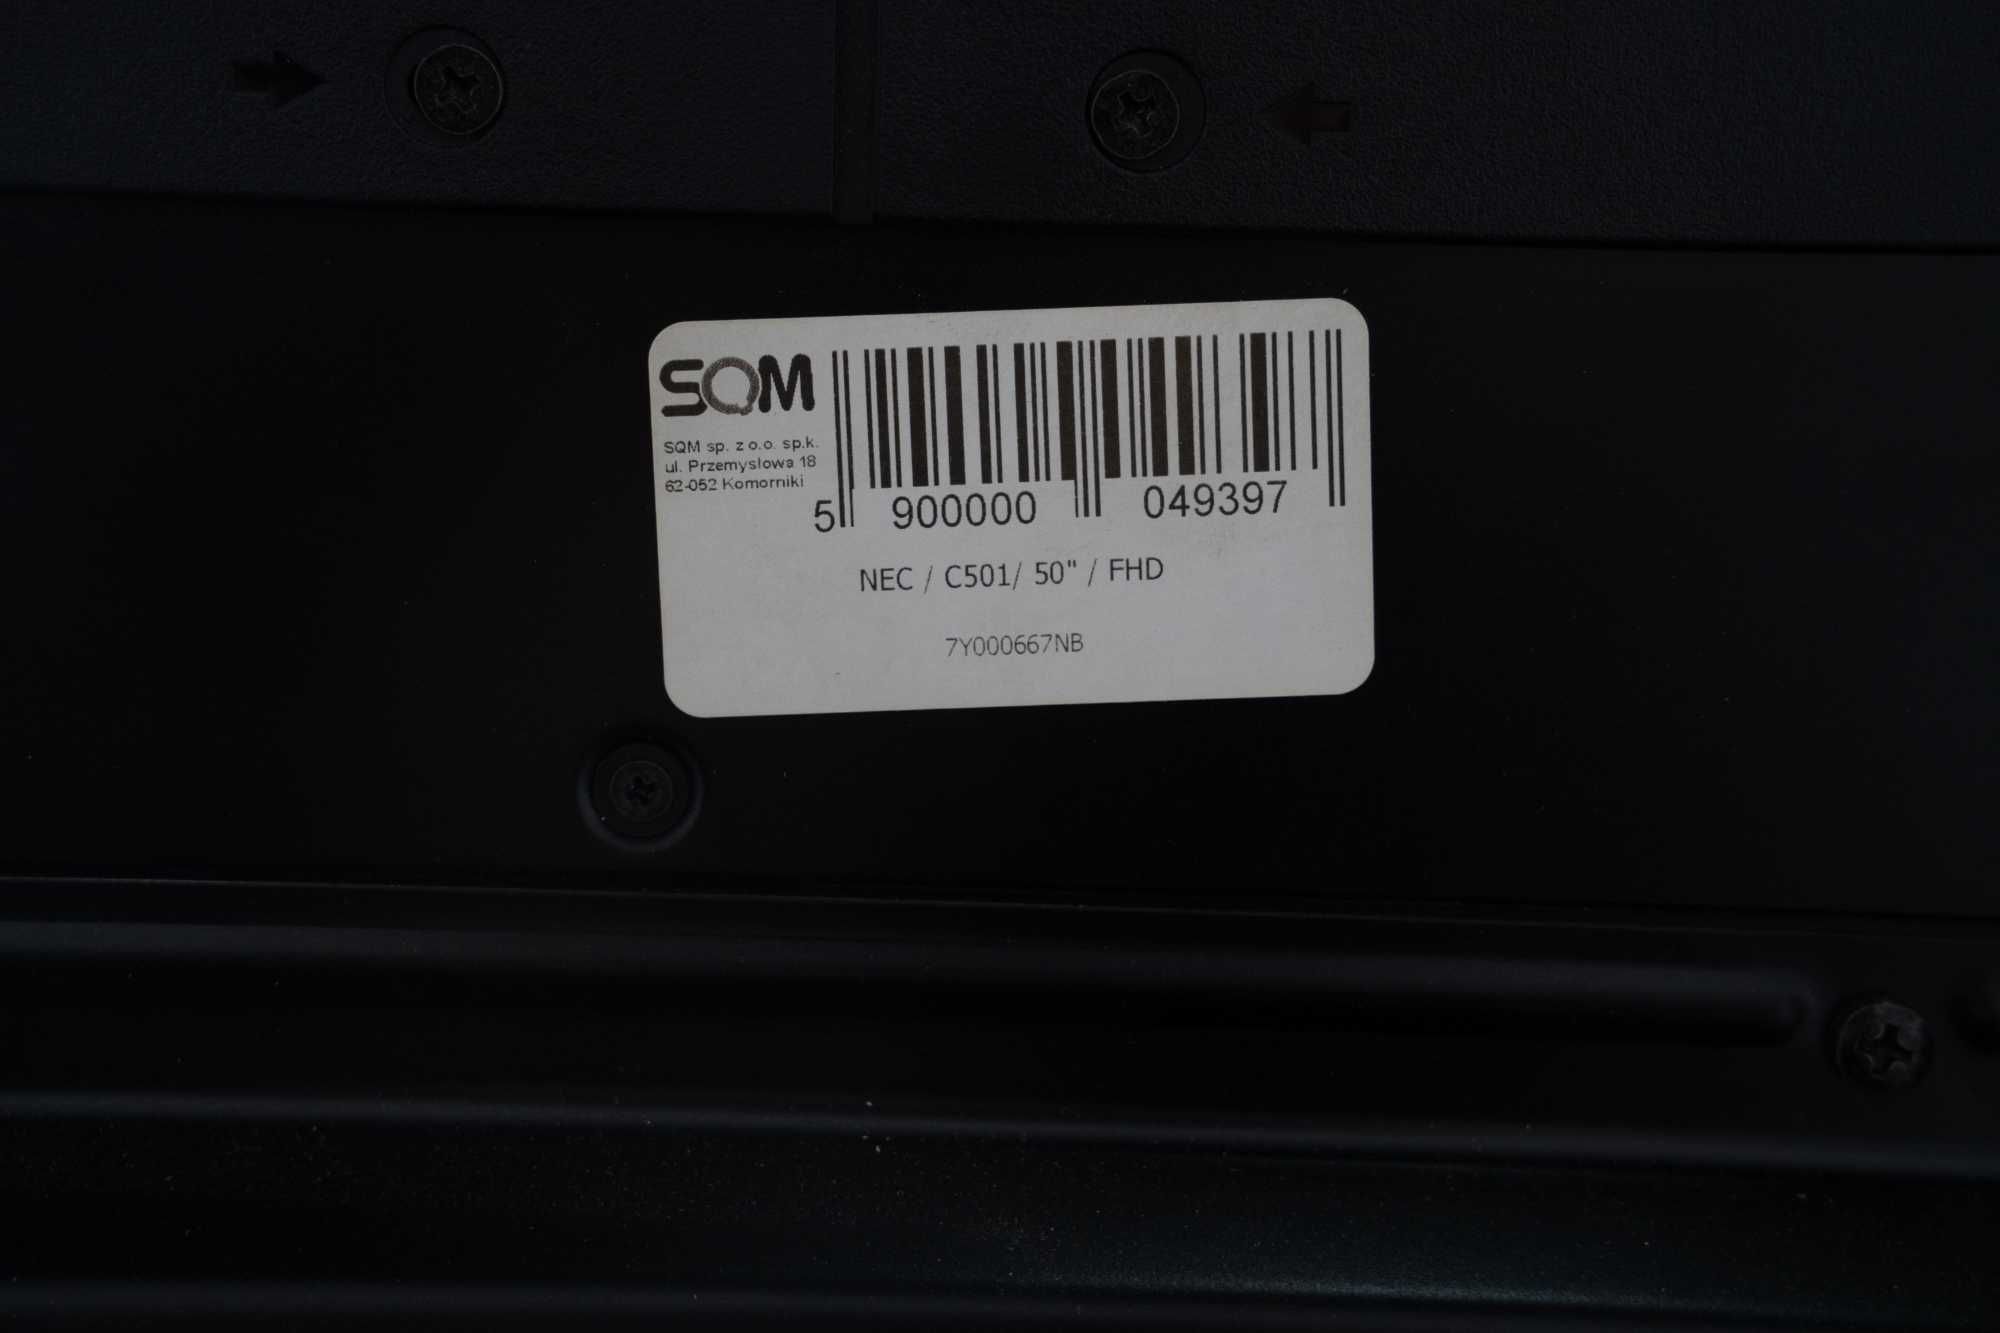 SQM
SQM sp. z o.o. sp.k.
ul. Przemysłowa 18
62-052 Komorniki
5 900000 049397
NEC / C501/ 50" / FHD
7Y000667NB